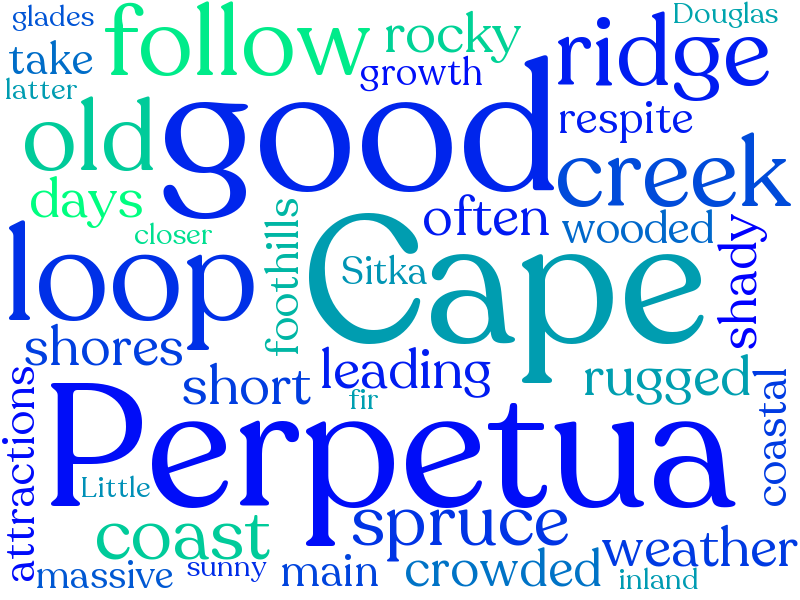 glades
follow
rocky
Douglas
take
growth
ridge
latter
old
good
respite
days
creek
closer
foothills
often
wooded
loop
Sitka
Cape
shady
shores
short
leading
fir
rugged
attractions
Perpetua
coastal
Little
coast
spruce
weather
massive
sunny
main
crowded
inland